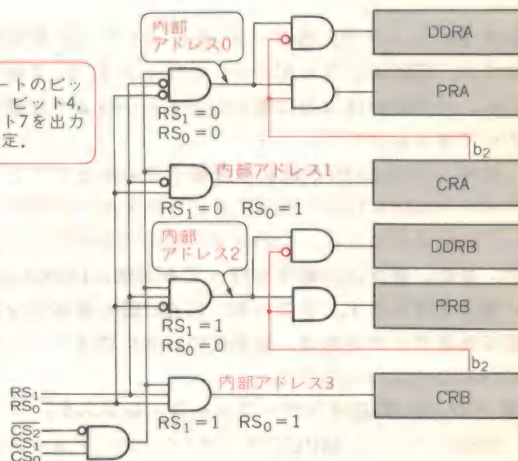 ートのビッ
ビット4,
ト7を出力
定.
内部
アドレス0
RS₁=0
RS₀=0
DDRA
PRA
b₂
内部アドレス1
RS₁=0 RS₀=1
CRA
内部
アドレス2
RS₁=1
RS₀=0
DDRB
PRB
b₂
内部アドレス3
RS₁=1 RS₀=1
CRB
RS₁
RS₀
C̅S̅₂̅
CS₁
CS₀